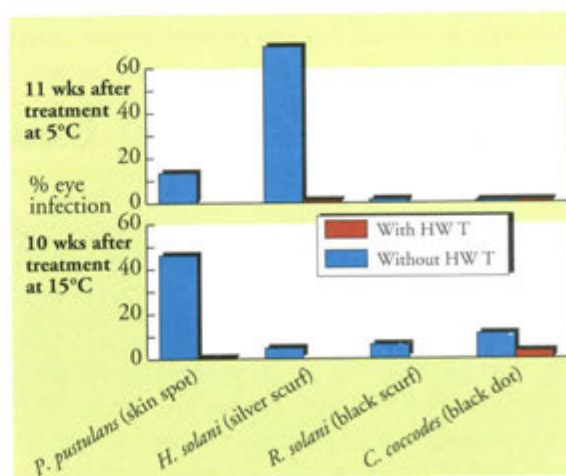 60
11 wks after
treatment
at 5°C
40
20
% eye
infection
0
60
10 wks after
treatment
at 15°C
40
20
0
With HW T
Without HW T
P. pustulans (skin spot)
H. solani (silver scurf)
R. solani (black scurf)
C. coccodes (black dot)